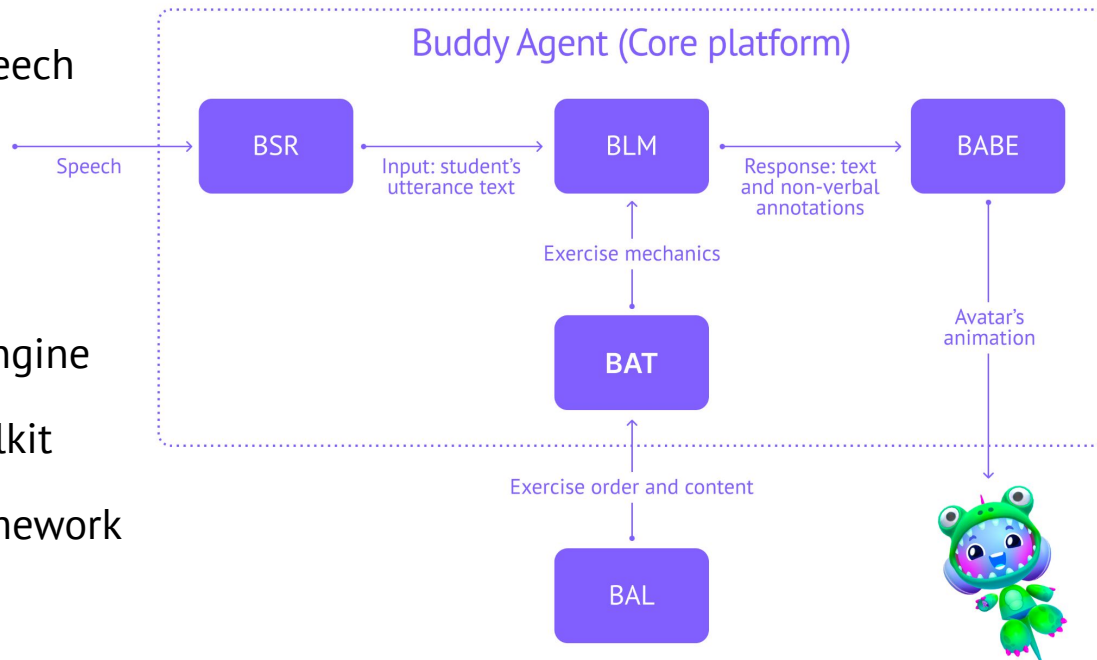 eech
ngine
lkit
nework
Buddy Agent (Core platform)
Speech
BSR
Input: student's
utterance text
BLM
Response: text
and non-verbal
annotations
BABE
Exercise mechanics
BAT
Avatar's
animation
Exercise order and content
BAL